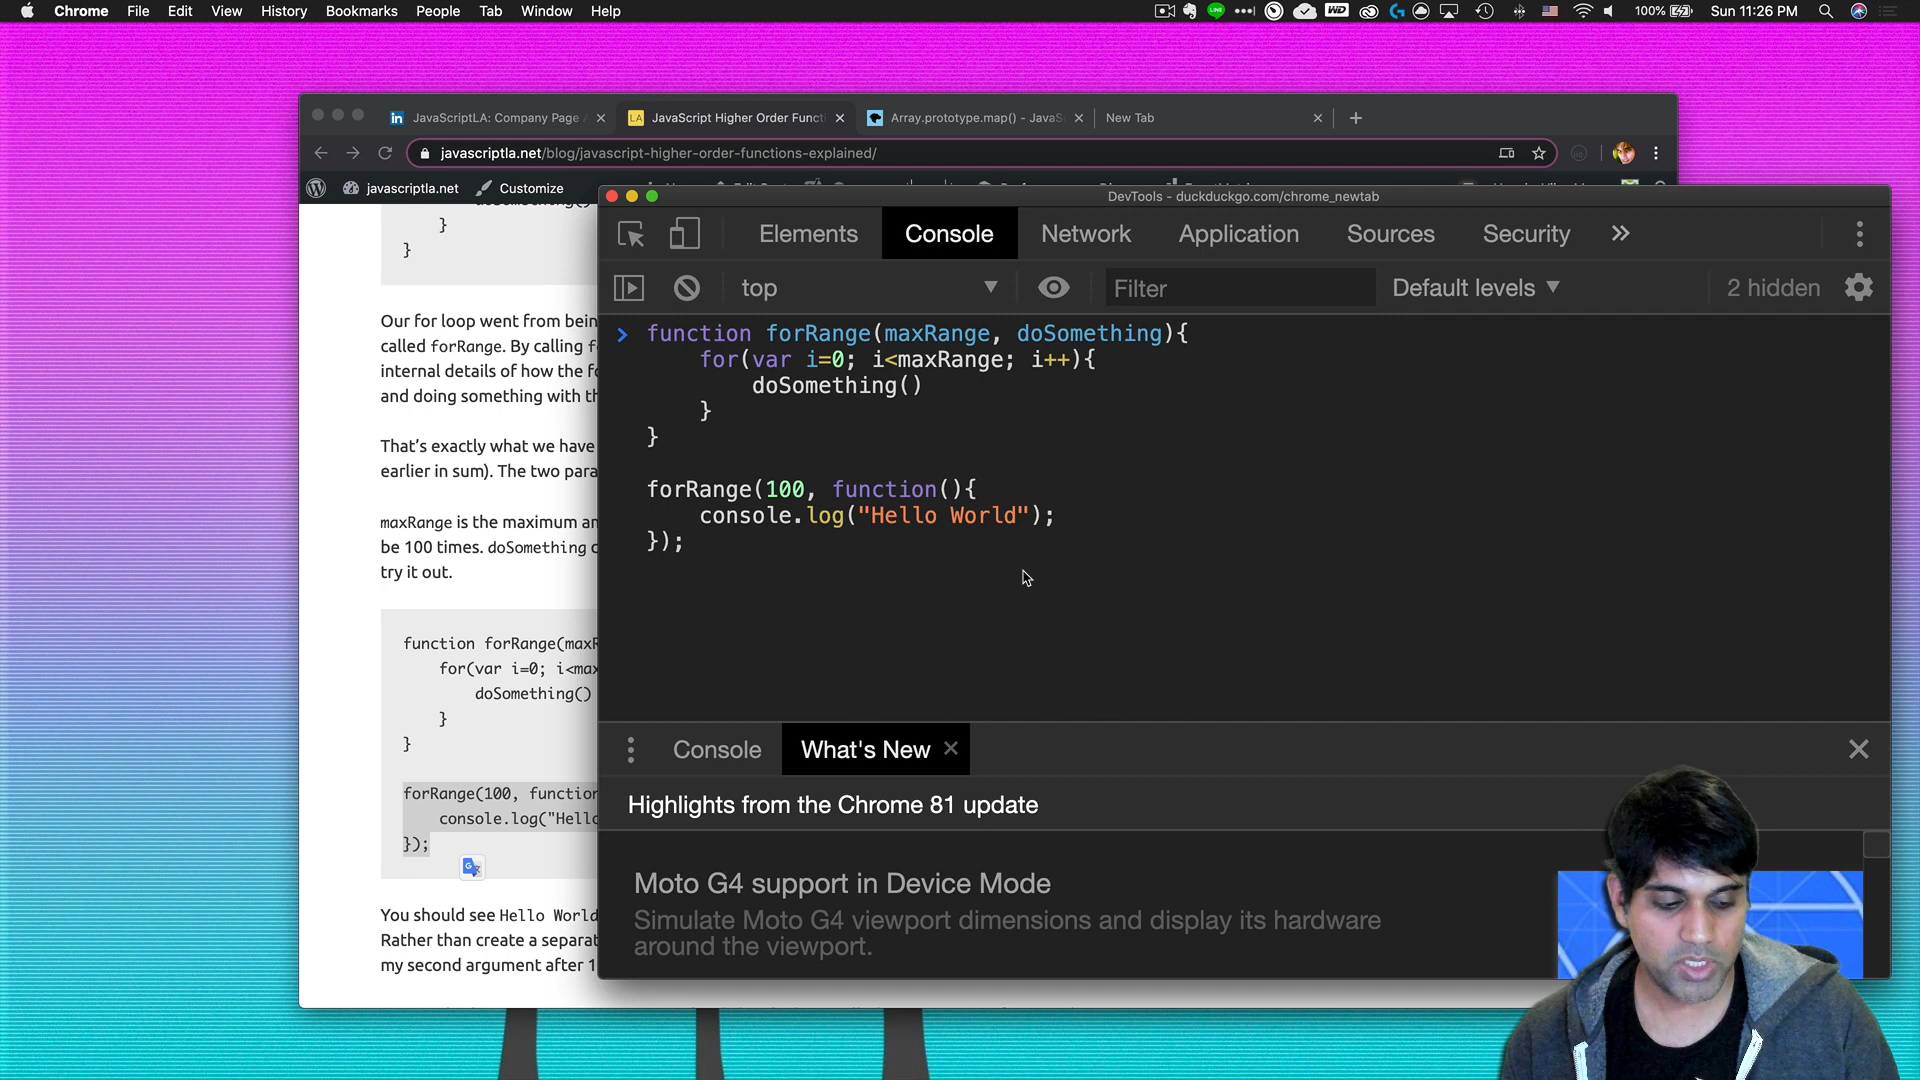 Chrome File Edit View History Bookmarks People Tab Window Help
WD 100% Sun 11:26 PM
in JavaScriptLA: Company Page
LA JavaScript Higher Order Functi
Array.prototype.map() - JavaS
New Tab
javascriptla.net/blog/javascript-higher-order-functions-explained/
javascriptla.net Customize
}
}
Our for loop went from bein
called forRange. By calling
internal details of how the
and doing something with
That's exactly what we have
earlier in sum). The two para
maxRange is the maximum an
be 100 times. doSomething
try it out.
function forRange(maxR
for(var i=0; i<max
doSomething()
}
}
forRange(100, function
console.log("Hello
});
You should see Hello World
Rather than create a separat
my second argument after 1
DevTools - duckduckgo.com/chrome_newtab
Elements Console Network Application Sources Security »
top Filter Default levels 2 hidden
> function forRange(maxRange, doSomething){
for(var i=0; i<maxRange; i++){
doSomething()
}
}
forRange(100, function(){
console.log("Hello World");
});
Console What's New
Highlights from the Chrome 81 update
Moto G4 support in Device Mode
Simulate Moto G4 viewport dimensions and display its hardware
around the viewport.